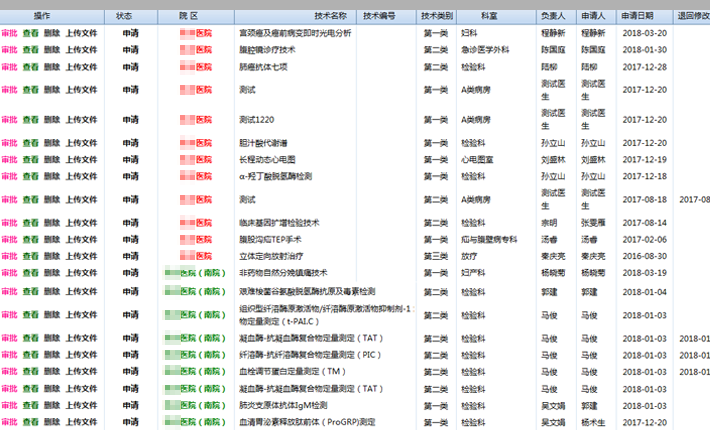 操作 状态 院 区 技术名称 技术编号 技术类别 科室 负责人 申请人 申请日期 退回修改
审批 查看 删除 上传文件 申请 医院 宫颈癌及癌前病变即时光电分析 第一类 妇科 程静新 程静新 2018-03-20
审批 查看 删除 上传文件 申请 医院 腹腔镜诊疗技术 第二类 急诊医学外科 陈国庭 陈国庭 2018-01-30
审批 查看 删除 上传文件 申请 医院 肺癌抗体七项 第一类 检验科 陆柳 陆柳 2017-12-28
审批 查看 删除 上传文件 申请 医院 测试 第一类 A类病房 测试医生 测试医生 2017-12-20
审批 查看 删除 上传文件 申请 医院 测试1220 第一类 A类病房 测试医生 测试医生 2017-12-20
审批 查看 删除 上传文件 申请 医院 胆汁酸代谢谱 第一类 检验科 孙立山 孙立山 2017-12-20
审批 查看 删除 上传文件 申请 医院 长程动态心电图 第一类 心电图室 刘盛林 刘盛林 2017-12-19
审批 查看 删除 上传文件 申请 医院 α-羟丁酸脱氢酶检测 第一类 检验科 孙立山 孙立山 2017-12-18
审批 查看 删除 上传文件 申请 医院 测试 第二类 A类病房 测试医生 测试医生 2017-08-18 2017-08
审批 查看 删除 上传文件 申请 医院 临床基因扩增检验技术 第二类 检验科 宗明 张雯雁 2017-08-14
审批 查看 删除 上传文件 申请 医院 腹股沟疝TEP手术 第一类 疝与腹壁病专科 汤睿 汤睿 2017-02-06
审批 查看 删除 上传文件 申请 医院 立体定向放射治疗 第三类 放疗 秦庆亮 秦庆亮 2016-08-30
审批 查看 删除 上传文件 申请 医院（南院） 非药物自然分娩镇痛技术 第一类 妇产科 杨晓菊 杨晓菊 2018-03-19
审批 查看 删除 上传文件 申请 医院（南院） 艰难梭菌谷氨酸脱氢酶抗原及毒素检测 第二类 检验科 郭建 郭建 2018-01-04
审批 查看 删除 上传文件 申请 医院（南院） 组织型纤溶酶原激活物/纤溶酶原激活物抑制剂-1 第二类 检验科 马俊 马俊 2018-01-03
物定量测定（t-PAI.C）
审批 查看 删除 上传文件 申请 医院（南院） 凝血酶-抗凝血酶复合物定量测定（TAT） 第二类 检验科 马俊 马俊 2018-01-03 2018-01
审批 查看 删除 上传文件 申请 医院（南院） 纤溶酶-抗纤溶酶复合物定量测定（PIC） 第二类 检验科 马俊 马俊 2018-01-03 2018-01
审批 查看 删除 上传文件 申请 医院（南院） 血栓调节蛋白定量测定（TM） 第二类 检验科 马俊 马俊 2018-01-03 2018-01
审批 查看 删除 上传文件 申请 医院（南院） 凝血酶-抗凝血酶复合物定量测定（TAT） 第二类 检验科 马俊 马俊 2018-01-03
审批 查看 删除 上传文件 申请 医院（南院） 肺炎支原体抗体IgM检测 第一类 检验科 吴文娟 郭建 2018-01-03
审批 查看 删除 上传文件 申请 医院（南院） 血清胃泌素释放肽前体（ProGRP）测定 第一类 检验科 吴文娟 杨术生 2017-12-20